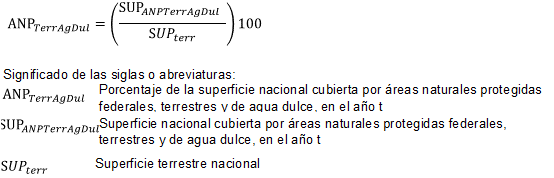 ANP_TerrAgDul = (SUP_ANPTerrAgDul / SUP_terr) 100
Significado de las siglas o abreviaturas:
ANP_TerrAgDul Porcentaje de la superficie nacional cubierta por áreas naturales protegidas
federales, terrestres y de agua dulce, en el año t
SUP_ANPTerrAgDul Superficie nacional cubierta por áreas naturales protegidas federales,
terrestres y de agua dulce, en el año t
SUP_terr Superficie terrestre nacional